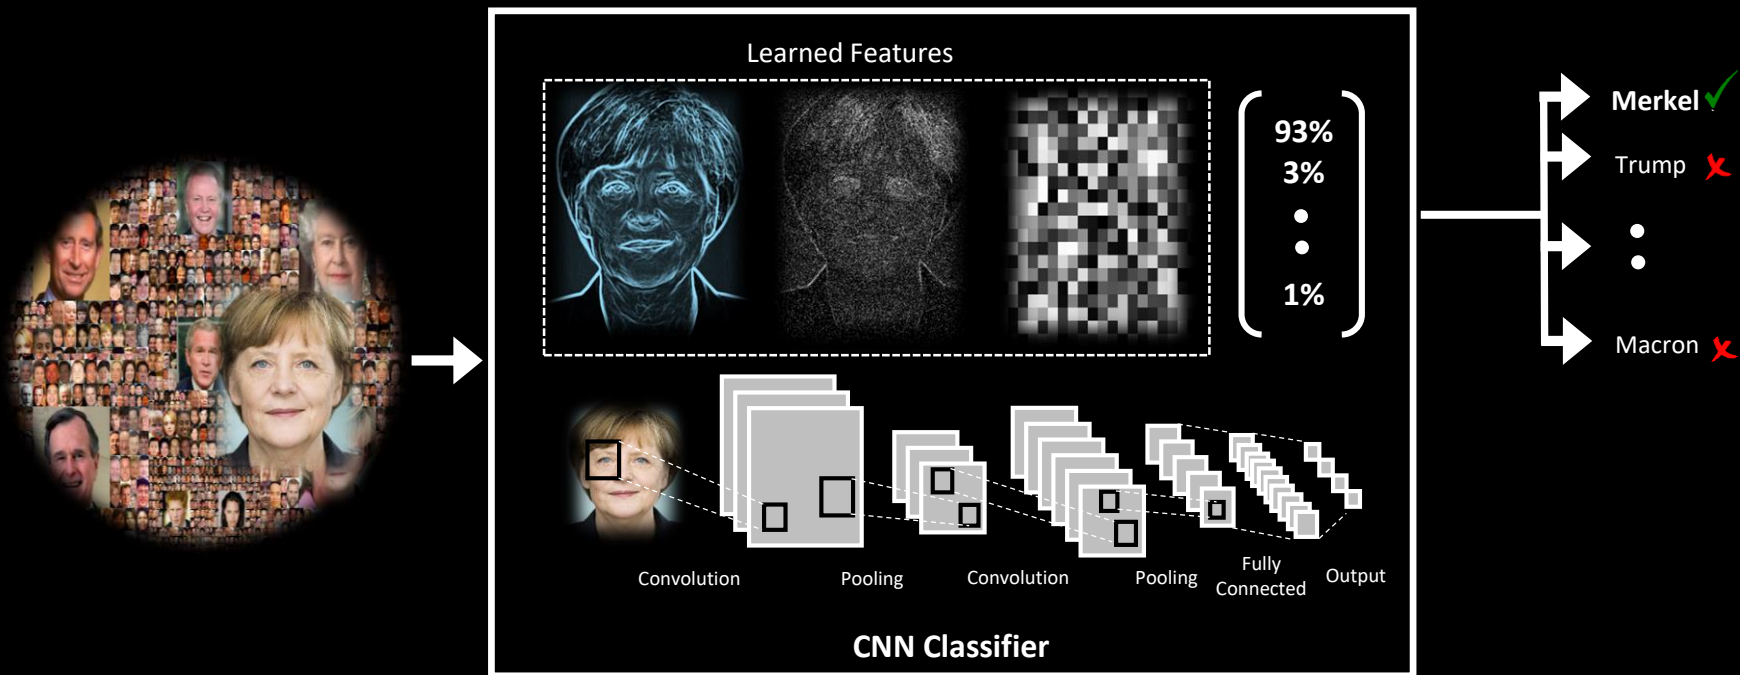 Learned Features
93%
3%
1%
Merkel
Trump
Macron
Convolution
Pooling
Convolution
Pooling
Fully
Connected
Output
CNN Classifier